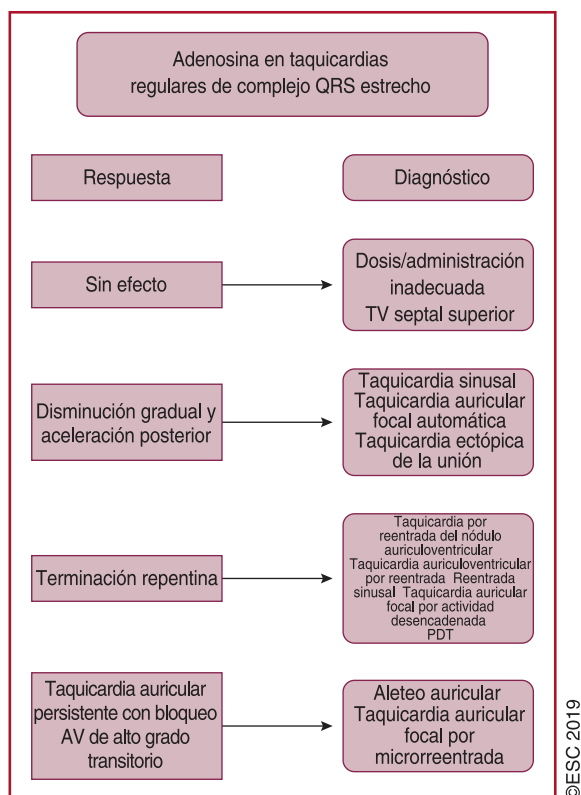 Adenosina en taquicardias
regulares de complejo QRS estrecho
Respuesta
Diagnóstico
Sin efecto
Dosis/administración
inadecuada
TV septal superior
Disminución gradual y
aceleración posterior
Taquicardia sinusal
Taquicardia auricular
focal automática
Taquicardia ectópica
de la unión
Terminación repentina
Taquicardia por
reentrada del nódulo
auriculoventricular
Taquicardia auriculoventricular
por reentrada Reentrada
sinusal Taquicardia auricular
focal por actividad
desencadenada
PDT
Taquicardia auricular
persistente con bloqueo
AV de alto grado
transitorio
Aleteo auricular
Taquicardia auricular
focal por
microrreentrada
©ESC 2019